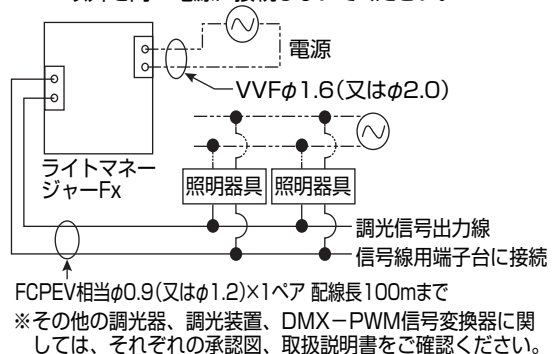 電源
VVFφ1.6(又はφ2.0)
ライトマネー
ジャーFx
照明器具
照明器具
調光信号出力線
信号線用端子台に接続
FCPEV相当φ0.9(又はφ1.2)×1ペア 配線長100mまで
※その他の調光器、調光装置、DMX-PWM信号変換器に関
しては、それぞれの承認図、取扱説明書をご確認ください。